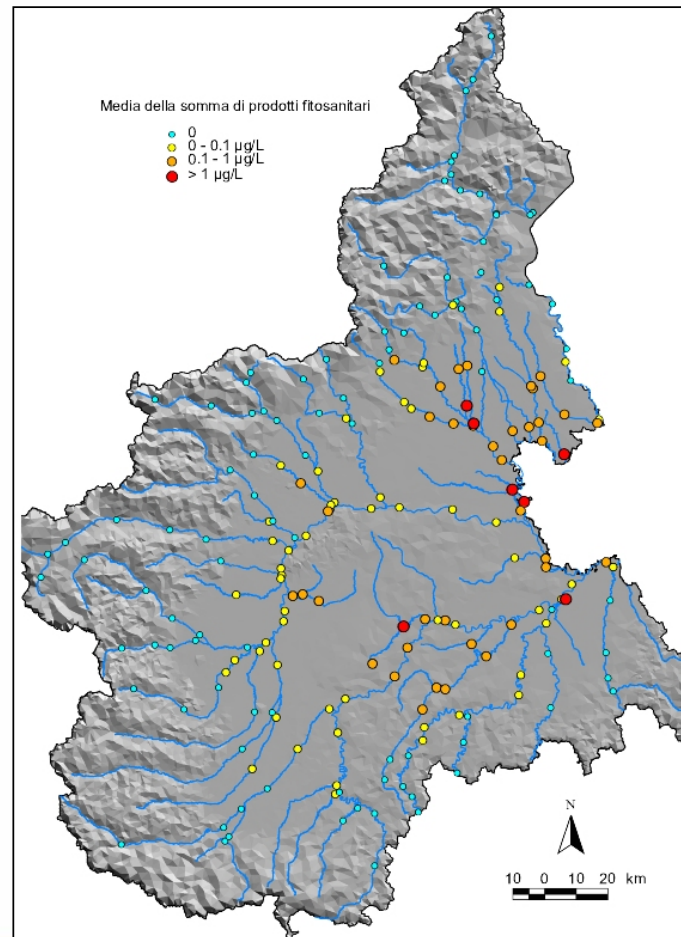 Media della somma di prodotti fitosanitari
0
0 - 0.1 µg/L
0.1 - 1 µg/L
> 1 µg/L
N
10 0 10 20 km